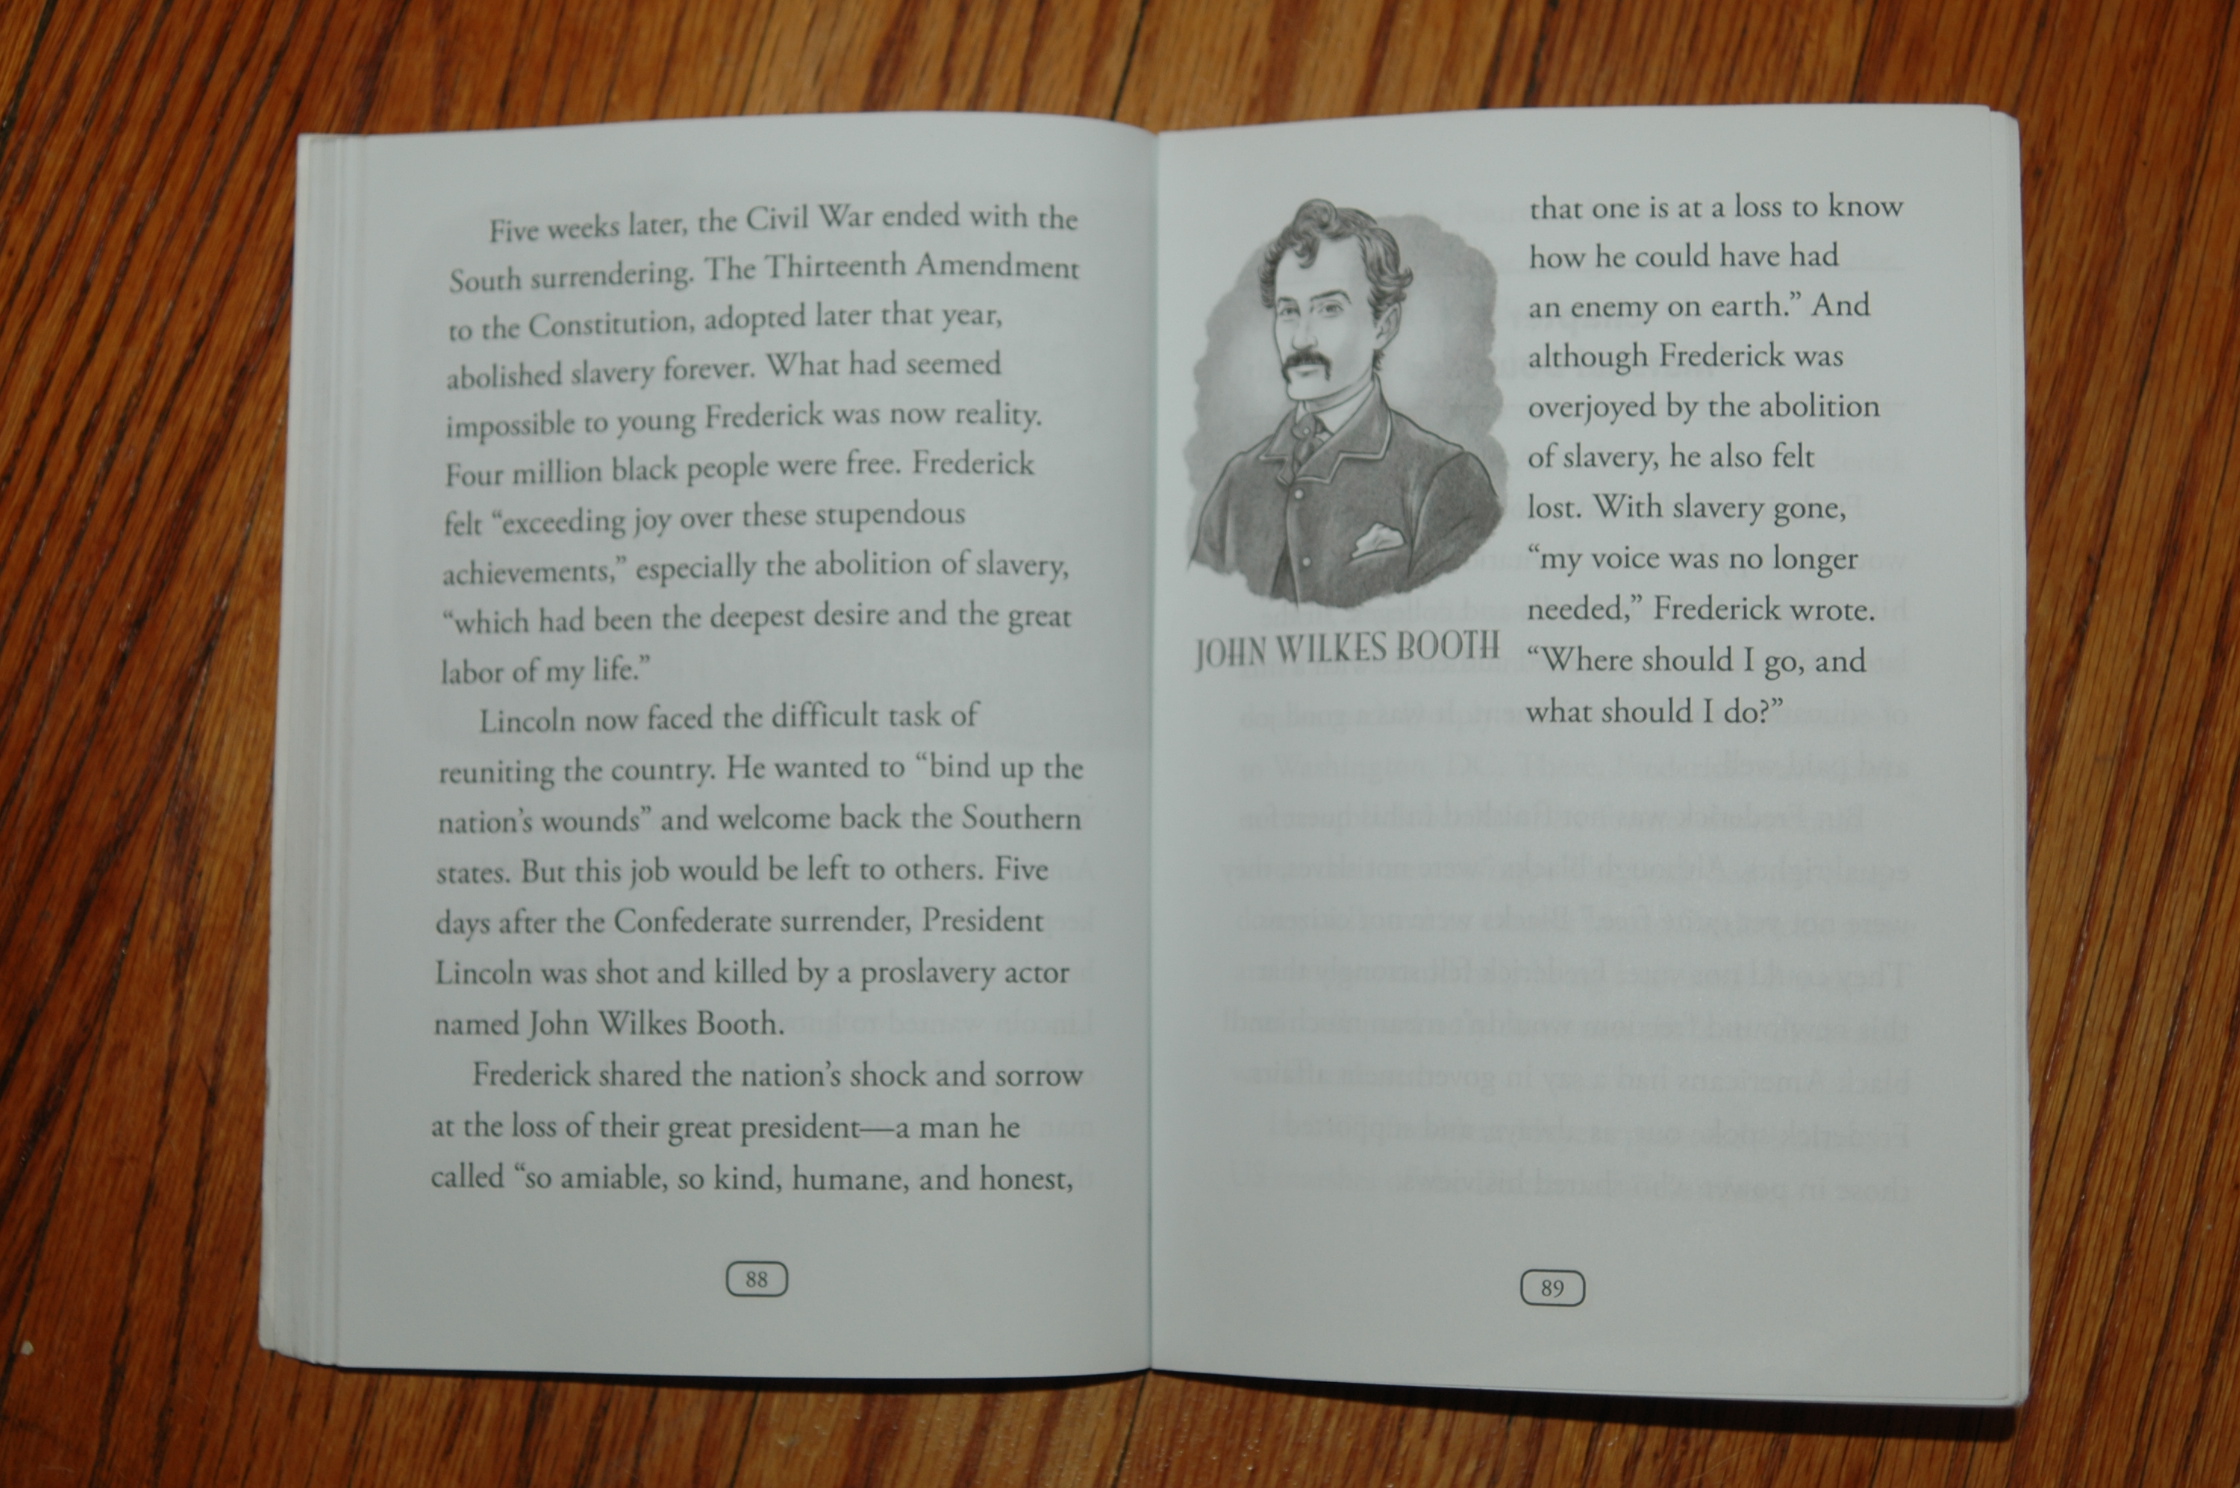 Five weeks later, the Civil War ended with the
South surrendering. The Thirteenth Amendment
to the Constitution, adopted later that year,
abolished slavery forever. What had seemed
impossible to young Frederick was now reality.
Four million black people were free. Frederick
felt “exceeding joy over these stupendous
achievements,” especially the abolition of slavery,
“which had been the deepest desire and the great
labor of my life.”
Lincoln now faced the difficult task of
reuniting the country. He wanted to “bind up the
nation’s wounds” and welcome back the Southern
states. But this job would be left to others. Five
days after the Confederate surrender, President
Lincoln was shot and killed by a proslavery actor
named John Wilkes Booth.
Frederick shared the nation’s shock and sorrow
at the loss of their great president—a man he
called “so amiable, so kind, humane, and honest,
88
JOHN WILKES BOOTH
that one is at a loss to know
how he could have had
an enemy on earth.” And
although Frederick was
overjoyed by the abolition
of slavery, he also felt
lost. With slavery gone,
“my voice was no longer
needed,” Frederick wrote.
“Where should I go, and
what should I do?”
89